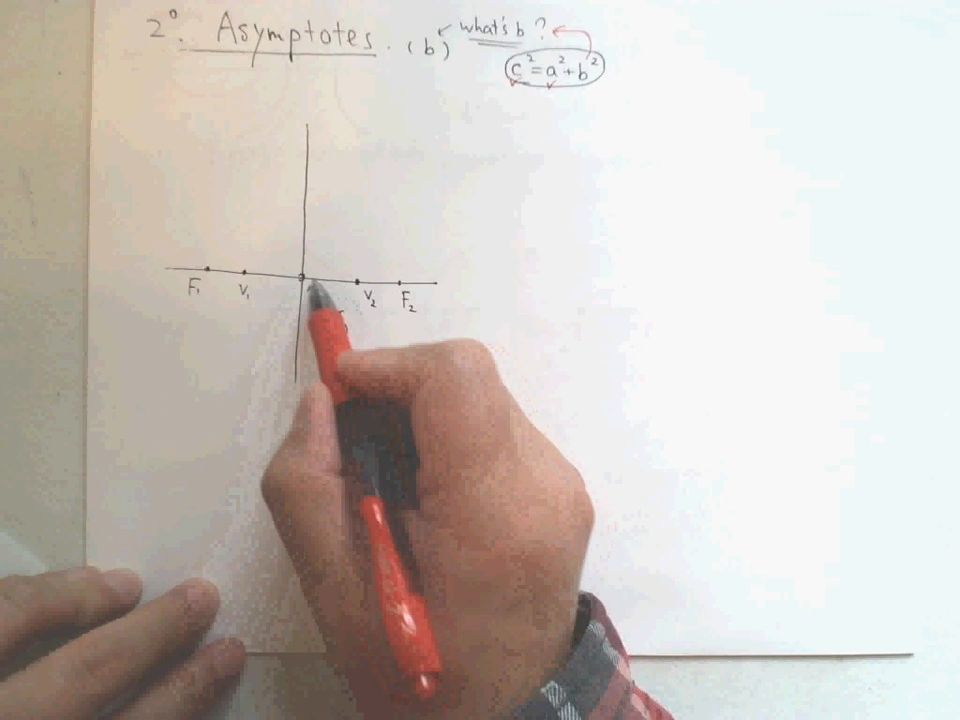 2°. Asymptotes. (b) what's b?
c² = a² + b²
F₁ V₁ V₂ F₂